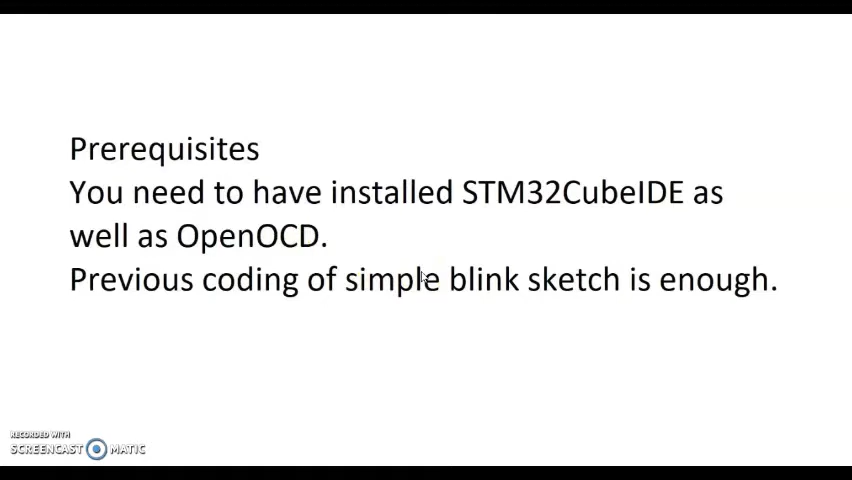 Prerequisites
You need to have installed STM32CubeIDE as
well as OpenOCD.
Previous coding of simple blink sketch is enough.
RECORDED WITH
SCREENCAST MATIC